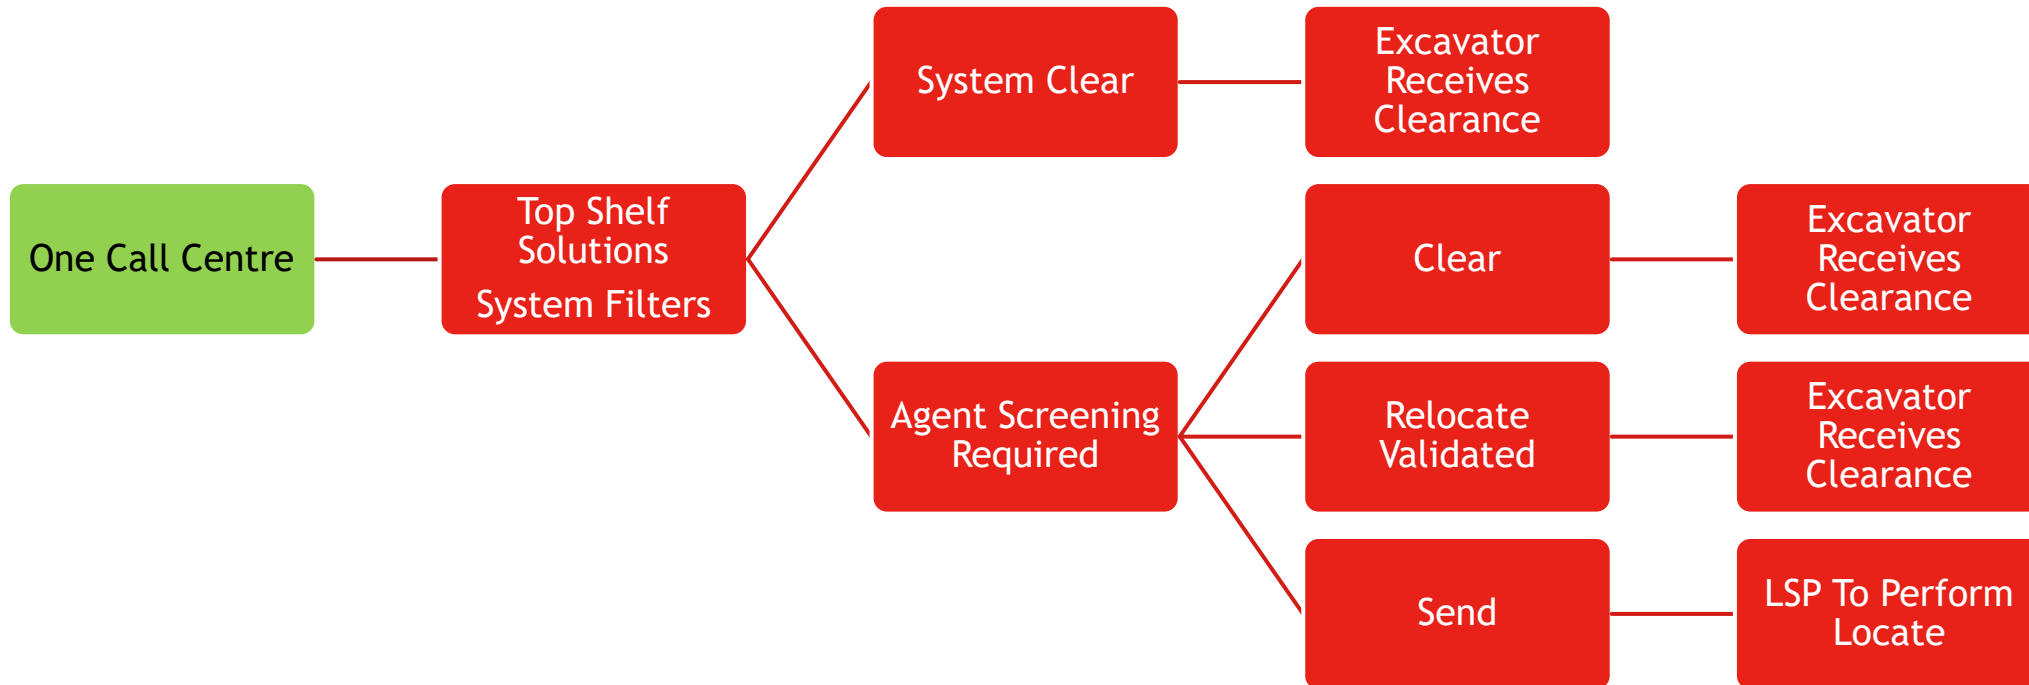 One Call Centre
Top Shelf
Solutions
System Filters
System Clear
Excavator
Receives
Clearance
Agent Screening
Required
Clear
Excavator
Receives
Clearance
Relocate
Validated
Excavator
Receives
Clearance
Send
LSP To Perform
Locate